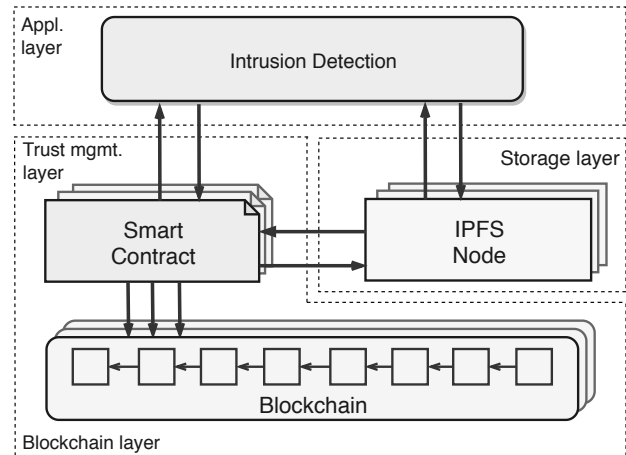 Appl.
layer
Intrusion Detection
Trust mgmt.
layer
Storage layer
Smart
Contract
IPFS
Node
Blockchain
Blockchain layer